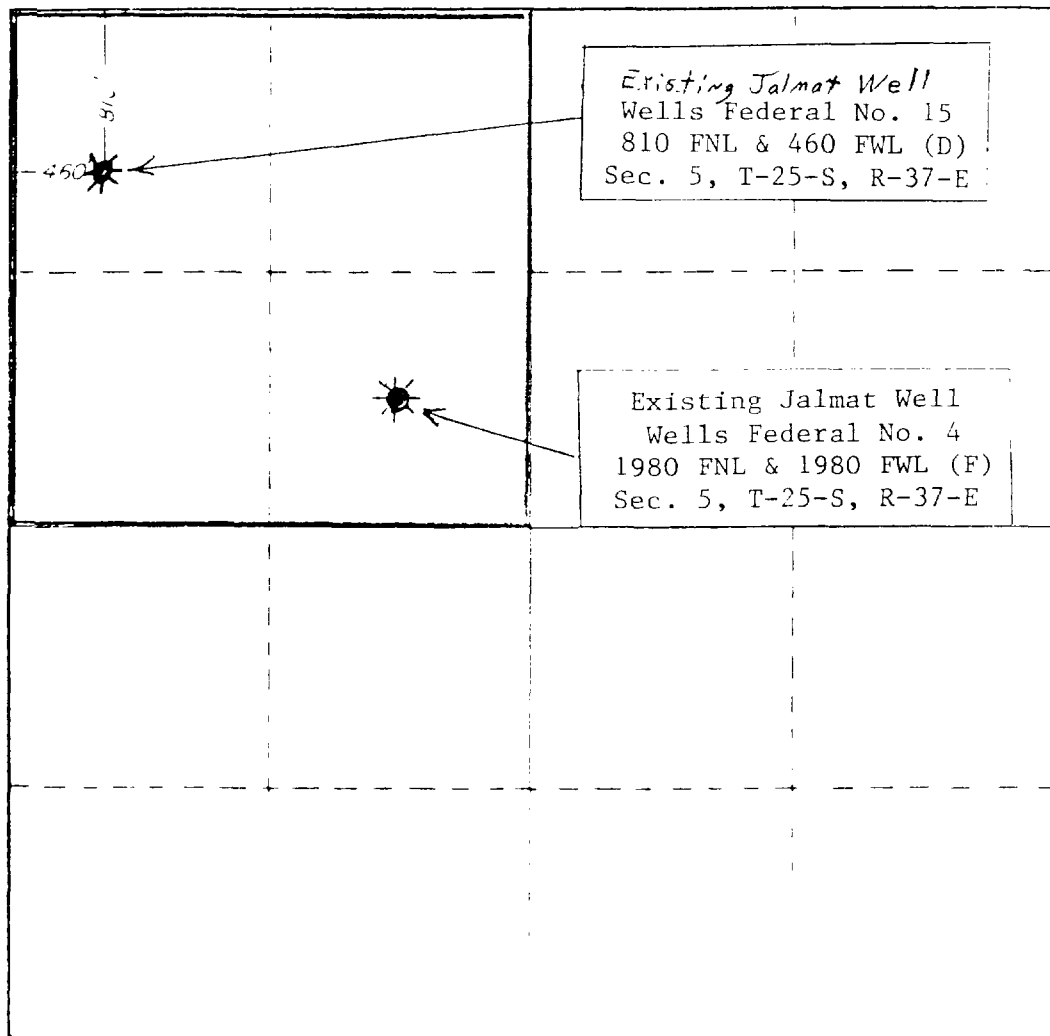 810
460
Existing Jalmat Well
Wells Federal No. 15
810 FNL & 460 FWL (D)
Sec. 5, T-25-S, R-37-E
Existing Jalmat Well
Wells Federal No. 4
1980 FNL & 1980 FWL (F)
Sec. 5, T-25-S, R-37-E